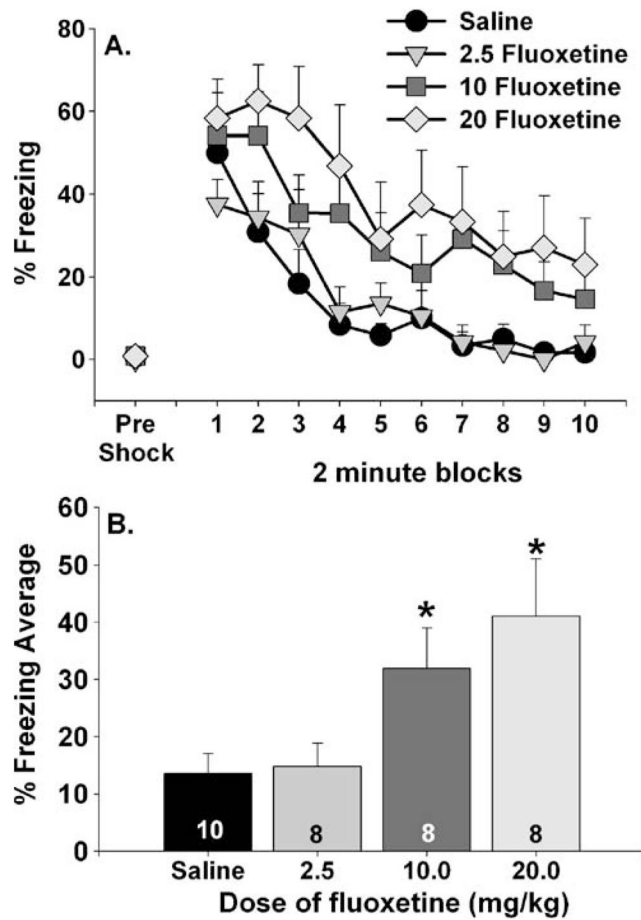 A.
Saline
2.5 Fluoxetine
10 Fluoxetine
20 Fluoxetine
80
60
40
20
0
% Freezing
Pre Shock
1 2 3 4 5 6 7 8 9 10
2 minute blocks
B.
60
50
40
30
20
10
0
% Freezing Average
* *
10 8 8 8
Saline 2.5 10.0 20.0
Dose of fluoxetine (mg/kg)